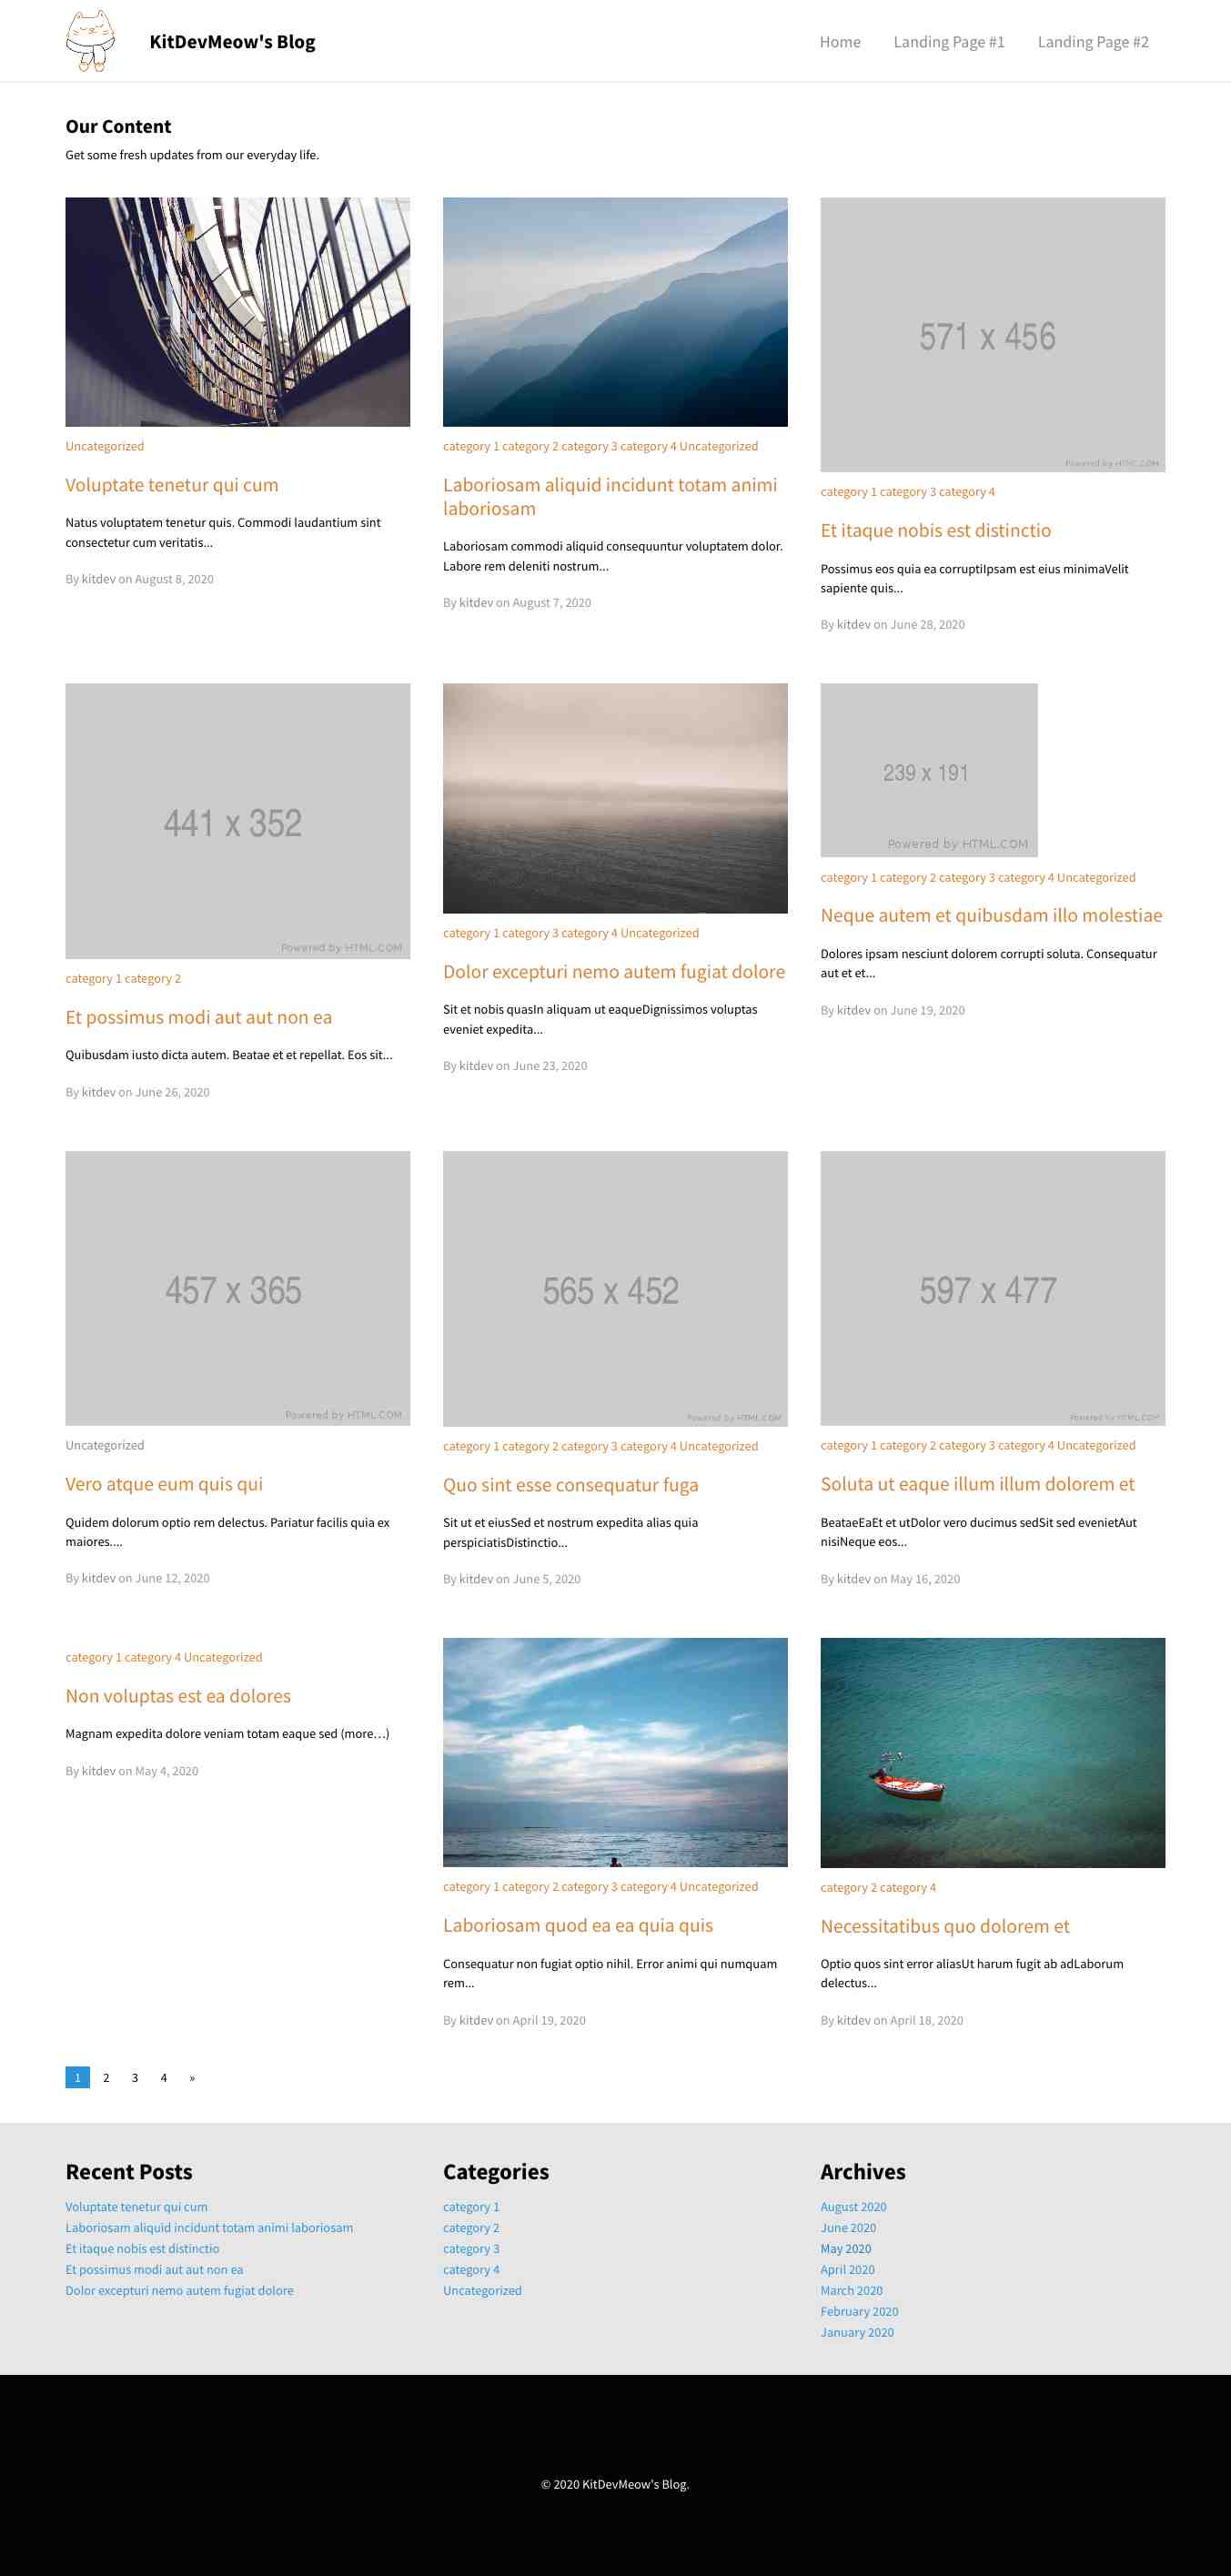 KitDevMeow's Blog
Home
Landing Page #1
Landing Page #2
Our Content
Get some fresh updates from our everyday life.
Uncategorized
Voluptate tenetur qui cum
Natus voluptatem tenetur quis. Commodi laudantium sint
consectetur cum veritatis...
By kitdev on August 8, 2020
category 1 category 2 category 3 category 4 Uncategorized
Laboriosam aliquid incidunt totam animi
laboriosam
Laboriosam commodi aliquid consequuntur voluptatem dolor.
Labore rem deleniti nostrum...
By kitdev on August 7, 2020
571 x 456
Powered by HTML.COM
category 1 category 3 category 4
Et itaque nobis est distinctio
Possimus eos quia ea corruptiIpsam est eius minimaVelit
sapiente quis...
By kitdev on June 28, 2020
441 x 352
Powered by HTML.COM
category 1 category 2
Et possimus modi aut aut non ea
Quibusdam iusto dicta autem. Beatae et et repellat. Eos sit...
By kitdev on June 26, 2020
category 1 category 3 category 4 Uncategorized
Dolor excepturi nemo autem fugiat dolore
Sit et nobis quasIn aliquam ut eaqueDignissimos voluptas
eveniet expedita...
By kitdev on June 23, 2020
239 x 191
Powered by HTML.COM
category 1 category 2 category 3 category 4 Uncategorized
Neque autem et quibusdam illo molestiae
Dolores ipsam nesciunt dolorem corrupti soluta. Consequatur
aut et et...
By kitdev on June 19, 2020
457 x 365
Powered by HTML.COM
Uncategorized
Vero atque eum quis qui
Quidem dolorum optio rem delectus. Pariatur facilis quia ex
maiores....
By kitdev on June 12, 2020
565 x 452
Powered by HTML.COM
category 1 category 2 category 3 category 4 Uncategorized
Quo sint esse consequatur fuga
Sit ut et eiusSed et nostrum expedita alias quia
perspiciatisDistinctio...
By kitdev on June 5, 2020
597 x 477
Powered by HTML.COM
category 1 category 2 category 3 category 4 Uncategorized
Soluta ut eaque illum illum dolorem et
BeataeEaEt et utDolor vero ducimus sedSit sed evenietAut
nisiNeque eos...
By kitdev on May 16, 2020
category 1 category 4 Uncategorized
Non voluptas est ea dolores
Magnam expedita dolore veniam totam eaque sed (more…)
By kitdev on May 4, 2020
category 1 category 2 category 3 category 4 Uncategorized
Laboriosam quod ea ea quia quis
Consequatur non fugiat optio nihil. Error animi qui numquam
rem...
By kitdev on April 19, 2020
category 2 category 4
Necessitatibus quo dolorem et
Optio quos sint error aliasUt harum fugit ab adLaborum
delectus...
By kitdev on April 18, 2020
1 2 3 4 »
Recent Posts
Voluptate tenetur qui cum
Laboriosam aliquid incidunt totam animi laboriosam
Et itaque nobis est distinctio
Et possimus modi aut aut non ea
Dolor excepturi nemo autem fugiat dolore
Categories
category 1
category 2
category 3
category 4
Uncategorized
Archives
August 2020
June 2020
May 2020
April 2020
March 2020
February 2020
January 2020
© 2020 KitDevMeow's Blog.